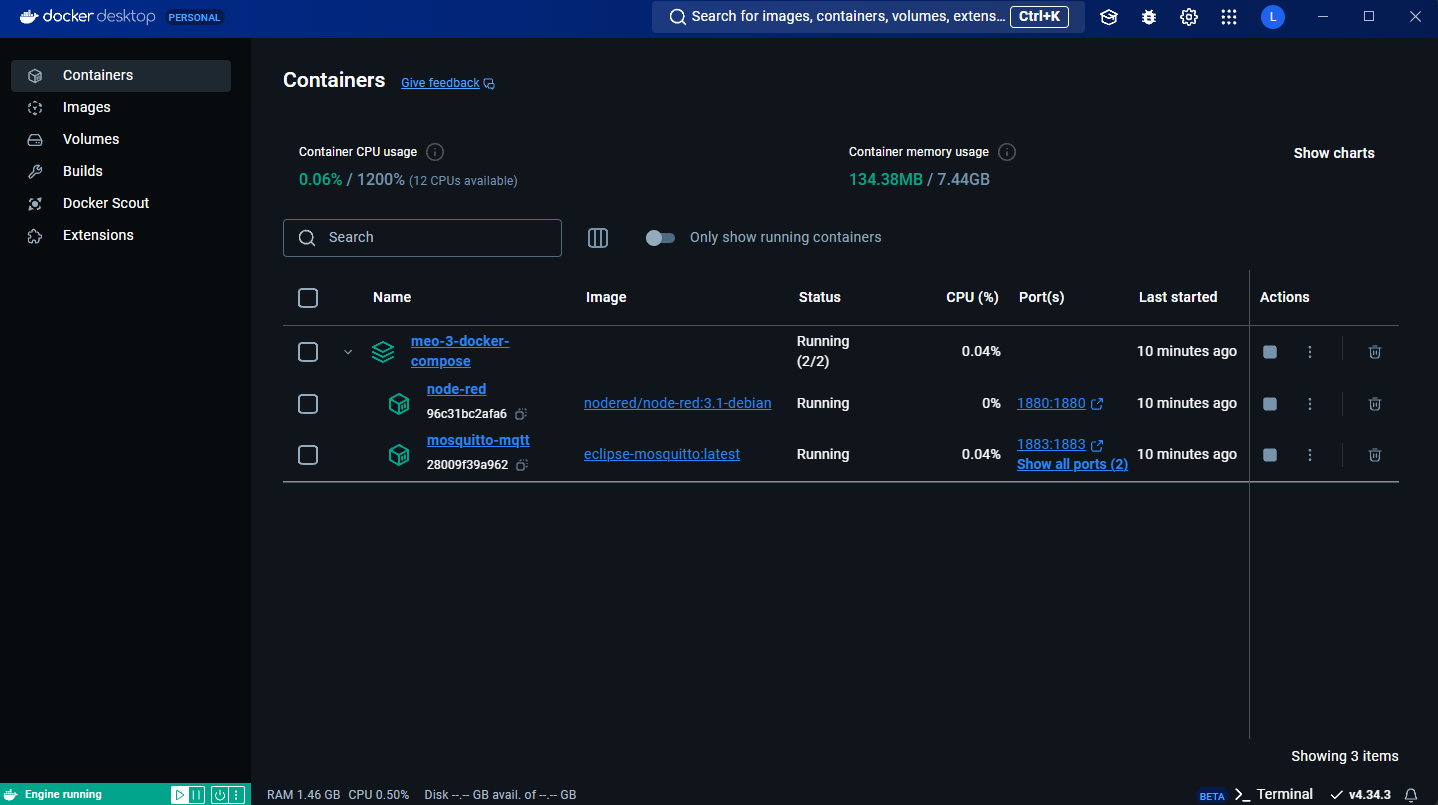 docker desktop PERSONAL
Search for images, containers, volumes, extens... Ctrl+K
L
Containers
Images
Volumes
Builds
Docker Scout
Extensions
Containers Give feedback
Container CPU usage
0.06% / 1200% (12 CPUs available)
Container memory usage
134.38MB / 7.44GB
Show charts
Search
Only show running containers
Name Image Status CPU (%) Port(s) Last started Actions
meo-3-docker-
compose
Running
(2/2)
0.04% 10 minutes ago
node-red
96c31bc2afa6
nodered/node-red:3.1-debian Running 0% 1880:1880 10 minutes ago
mosquitto-mqtt
28009f39a962
eclipse-mosquitto:latest Running 0.04%
1883:1883
Show all ports (2)
10 minutes ago
Showing 3 items
Engine running
RAM 1.46 GB CPU 0.50% Disk --.-- GB avail. of --.-- GB
BETA >_ Terminal v4.34.3